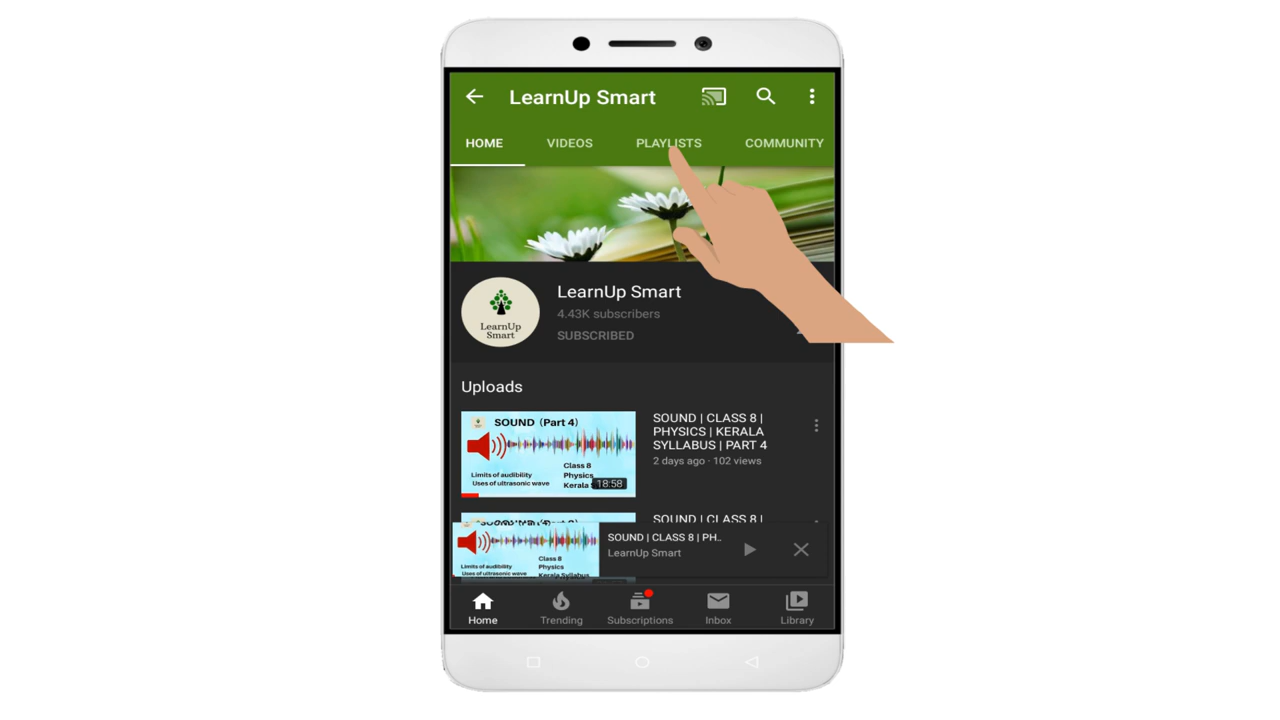 LearnUp Smart
HOME VIDEOS PLAYLISTS COMMUNITY
LearnUp
Smart
LearnUp Smart
4.43K subscribers
SUBSCRIBED
Uploads
SOUND (Part 4)
Limits of audibility
Uses of ultrasonic wave
Class 8
Physics
Kerala
18:58
SOUND | CLASS 8 |
PHYSICS | KERALA
SYLLABUS | PART 4
2 days ago · 102 views
SOUND | CLASS 8 |
Limits of audibility
Uses of ultrasonic wave
Class 8
Physics
Kerala Syllabus
SOUND | CLASS 8 | PH..
LearnUp Smart
Home Trending Subscriptions Inbox Library